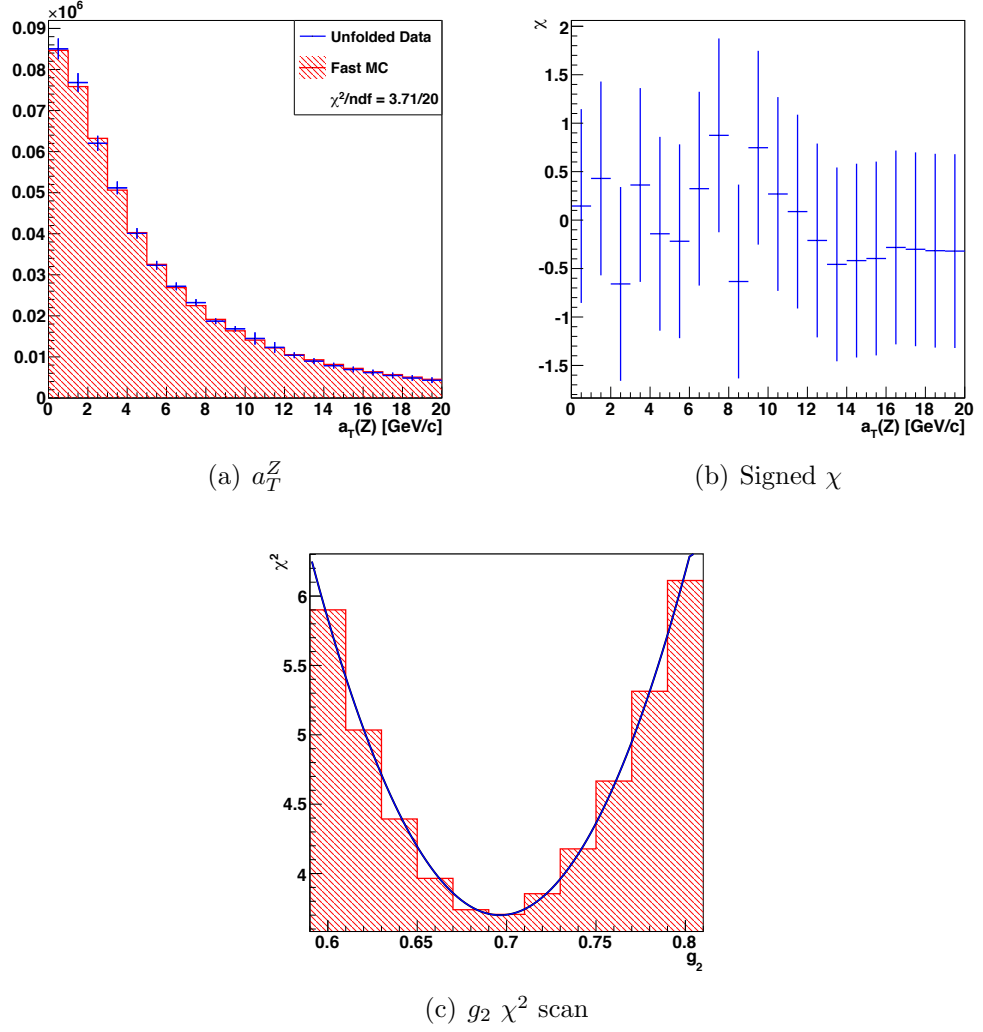 ×10⁶
0.09
0.08
0.07
0.06
0.05
0.04
0.03
0.02
0.01
0
Unfolded Data
Fast MC
χ²/ndf = 3.71/20
0 2 4 6 8 10 12 14 16 18 20
a_T(Z) [GeV/c]
(a) a_T^Z
χ
2
1.5
1
0.5
0
-0.5
-1
-1.5
0 2 4 6 8 10 12 14 16 18 20
a_T(Z) [GeV/c]
(b) Signed χ
χ²
6
5.5
5
4.5
4
0.6 0.65 0.7 0.75 0.8
g₂
(c) g₂ χ² scan